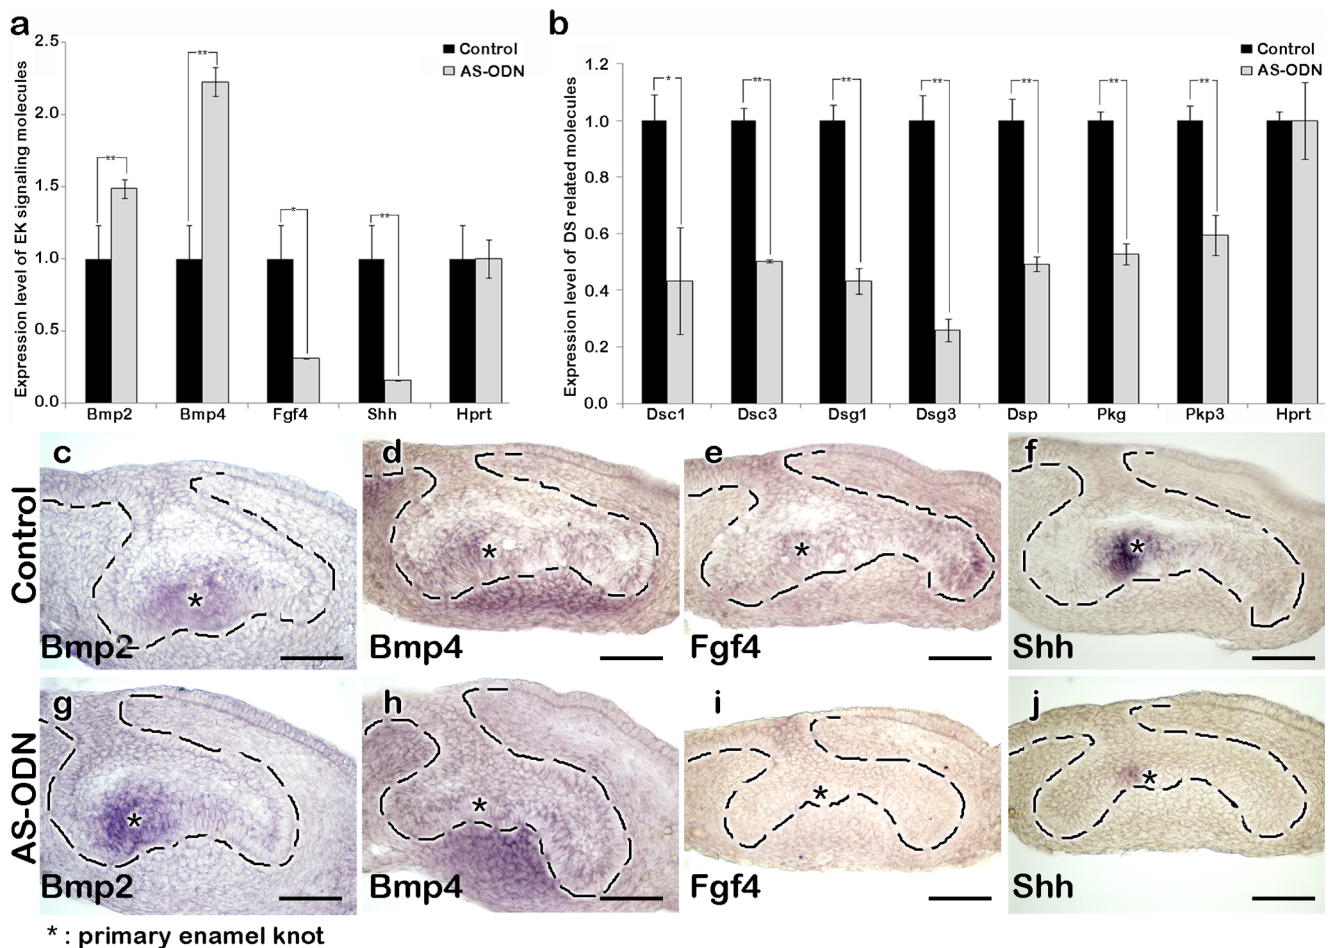 a
Expression level of EK signaling molecules
2.5
2.0
1.5
1.0
0.5
0.0
Control
AS-ODN
** ** * **
Bmp2 Bmp4 Fgf4 Shh Hprt
b
Expression level of DS related molecules
1.2
1.0
0.8
0.6
0.4
0.2
0.0
Control
AS-ODN
* ** ** ** ** ** **
Dsc1 Dsc3 Dsg1 Dsg3 Dsp Pkg Pkp3 Hprt
Control
c
*
Bmp2
d
*
Bmp4
e
*
Fgf4
f
*
Shh
AS-ODN
g
*
Bmp2
h
*
Bmp4
i
*
Fgf4
j
*
Shh
* : primary enamel knot